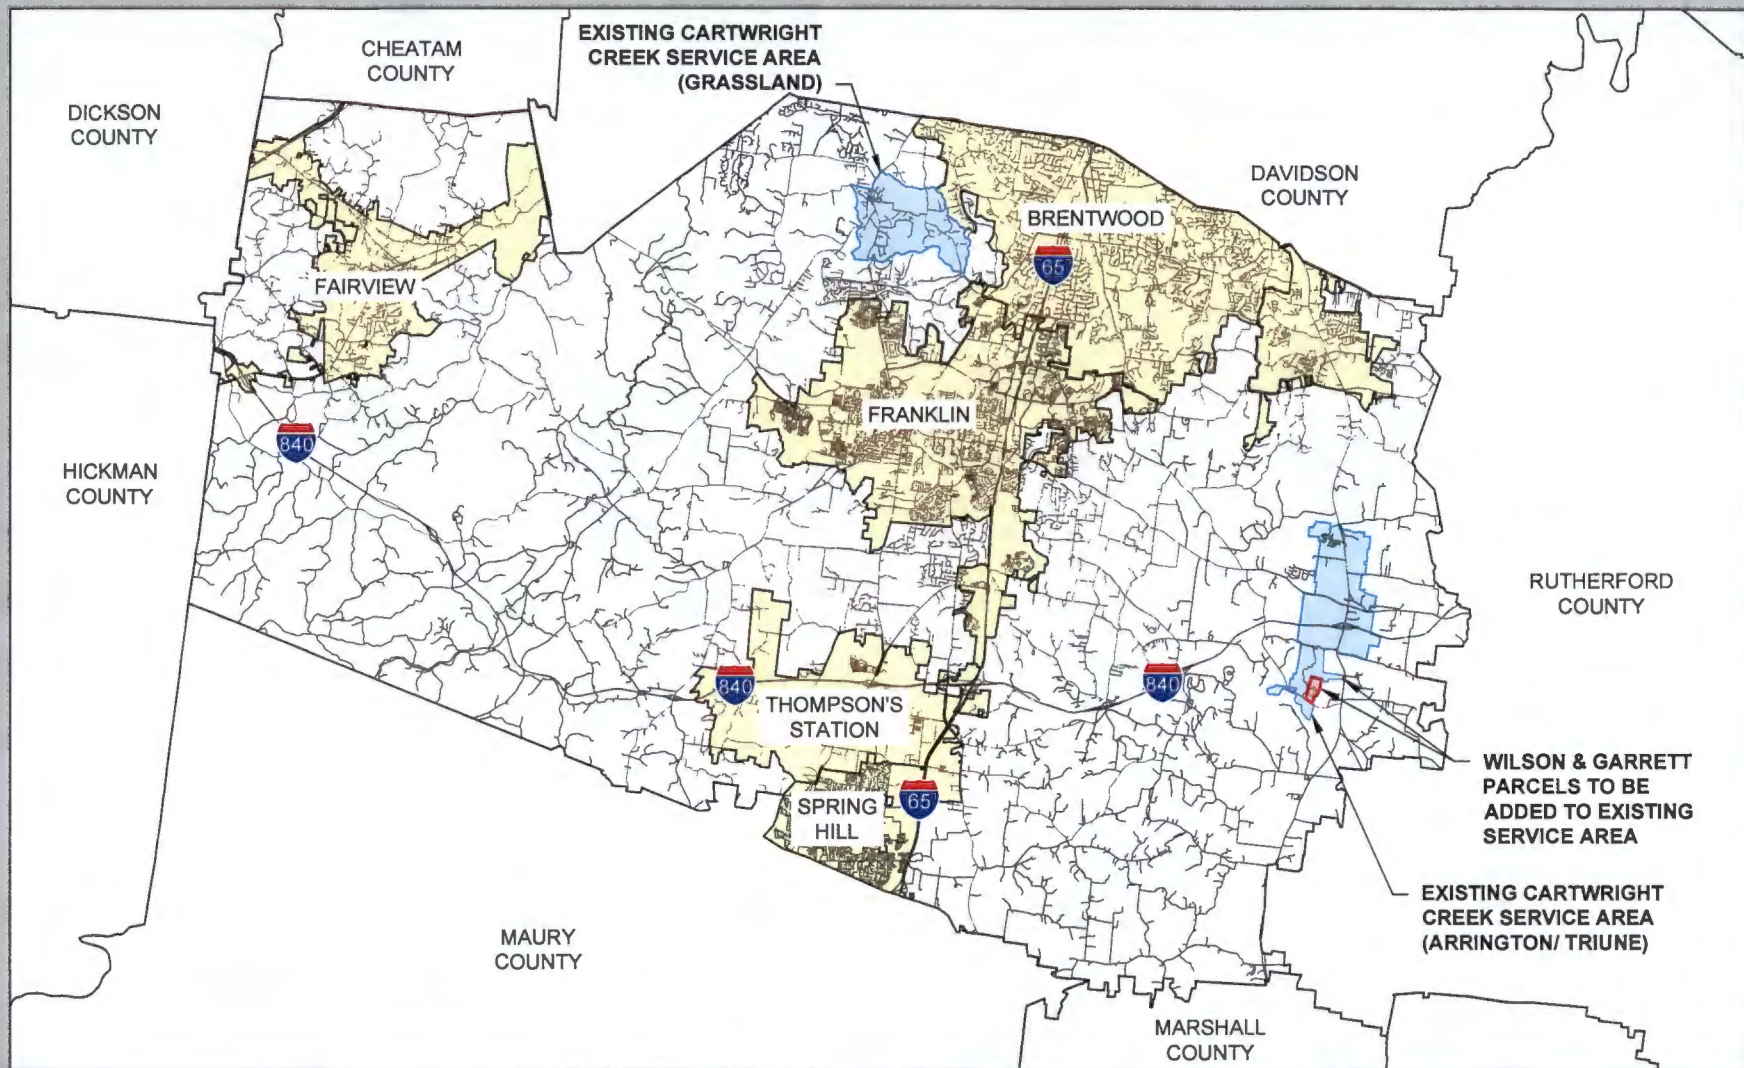 EXISTING CARTWRIGHT
CREEK SERVICE AREA
(GRASSLAND)
CHEATAM
COUNTY
DICKSON
COUNTY
DAVIDSON
COUNTY
BRENTWOOD
65
FAIRVIEW
FRANKLIN
840
HICKMAN
COUNTY
RUTHERFORD
COUNTY
840
840
THOMPSON'S
STATION
WILSON & GARRETT
PARCELS TO BE
ADDED TO EXISTING
SERVICE AREA
SPRING
HILL
65
EXISTING CARTWRIGHT
CREEK SERVICE AREA
(ARRINGTON/ TRIUNE)
MAURY
COUNTY
MARSHALL
COUNTY